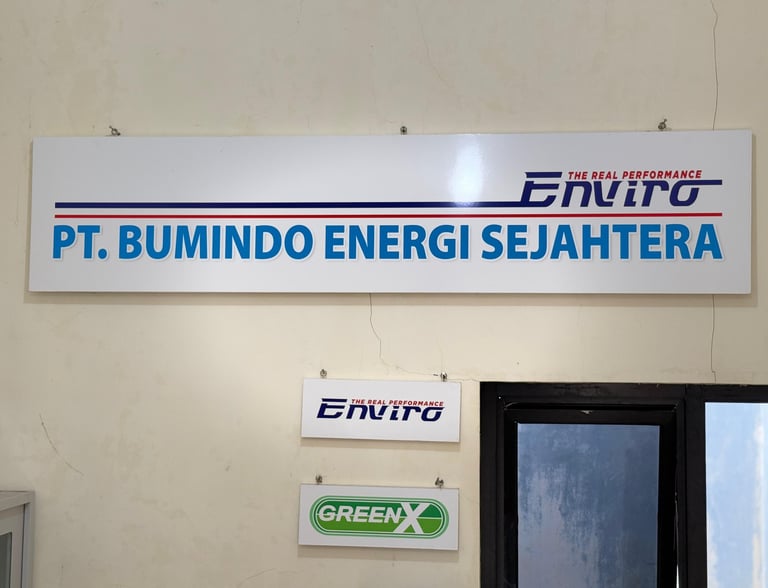 THE REAL PERFORMANCE
Enviro
PT. BUMINDO ENERGI SEJAHTERA
THE REAL PERFORMANCE
Enviro
GREENX